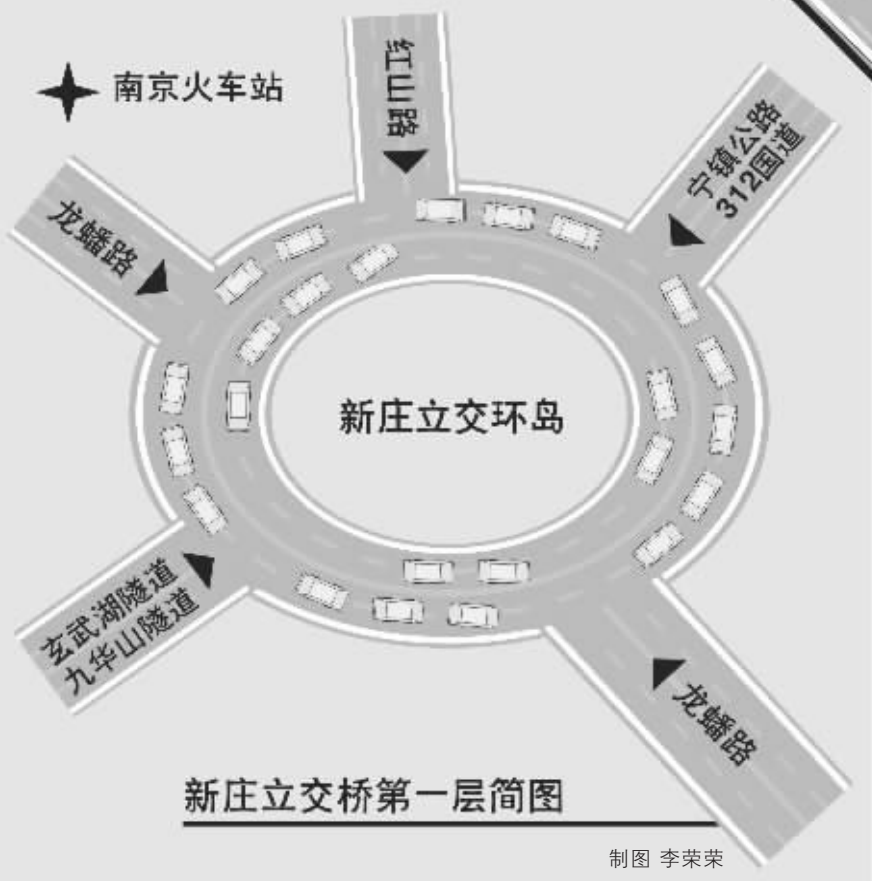 南京火车站
红山路
宁镇公路
312国道
龙蟠路
新庄立交环岛
玄武湖隧道
九华山隧道
龙蟠路
新庄立交桥第一层简图
制图 李荣荣